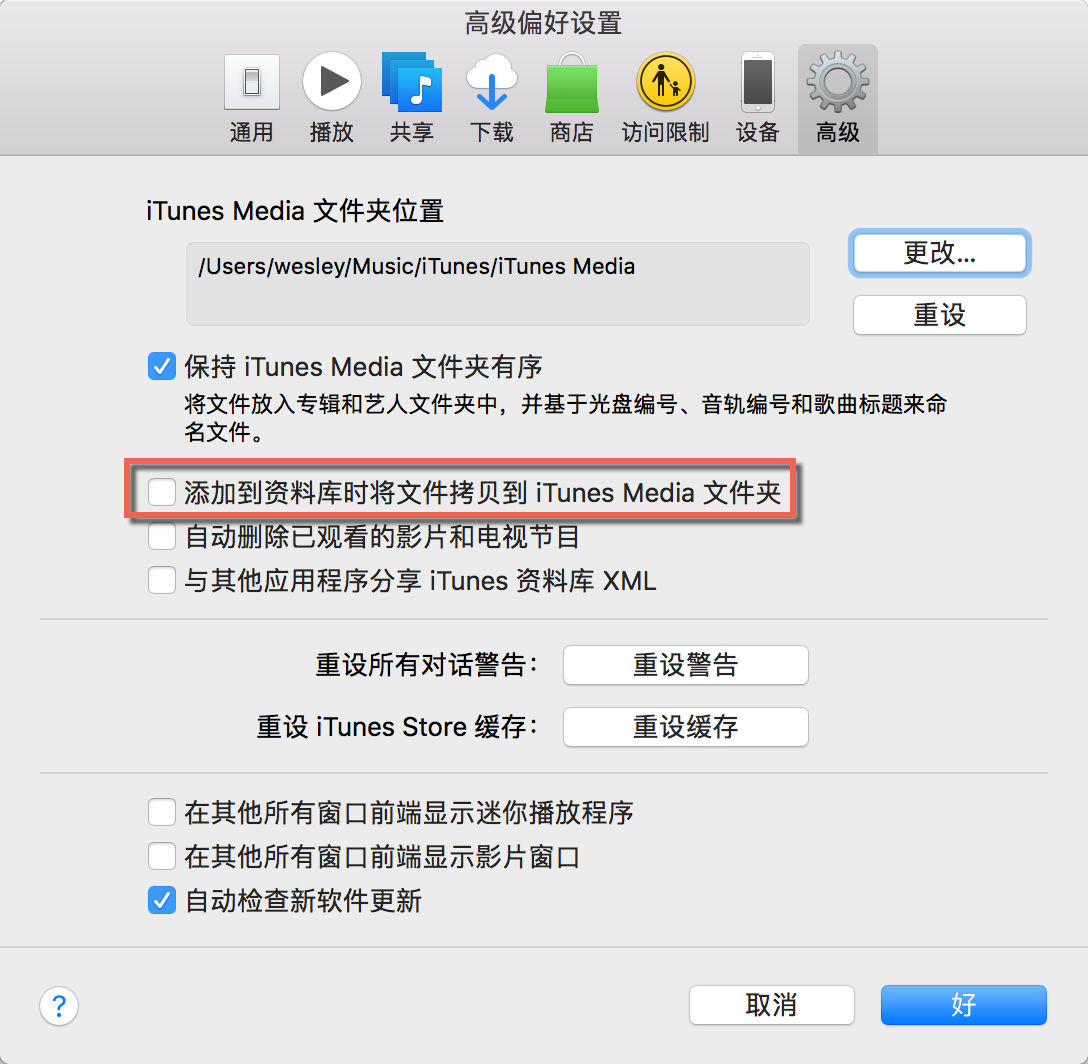 高级偏好设置
通用 播放 共享 下载 商店 访问限制 设备 高级
iTunes Media 文件夹位置
/Users/wesley/Music/iTunes/iTunes Media
更改...
重设
保持 iTunes Media 文件夹有序
将文件放入专辑和艺人文件夹中，并基于光盘编号、音轨编号和歌曲标题来命
名文件。
添加到资料库时将文件拷贝到 iTunes Media 文件夹
自动删除已观看的影片和电视节目
与其他应用程序分享 iTunes 资料库 XML
重设所有对话警告： 重设警告
重设 iTunes Store 缓存： 重设缓存
在其他所有窗口前端显示迷你播放程序
在其他所有窗口前端显示影片窗口
自动检查新软件更新
? 取消 好